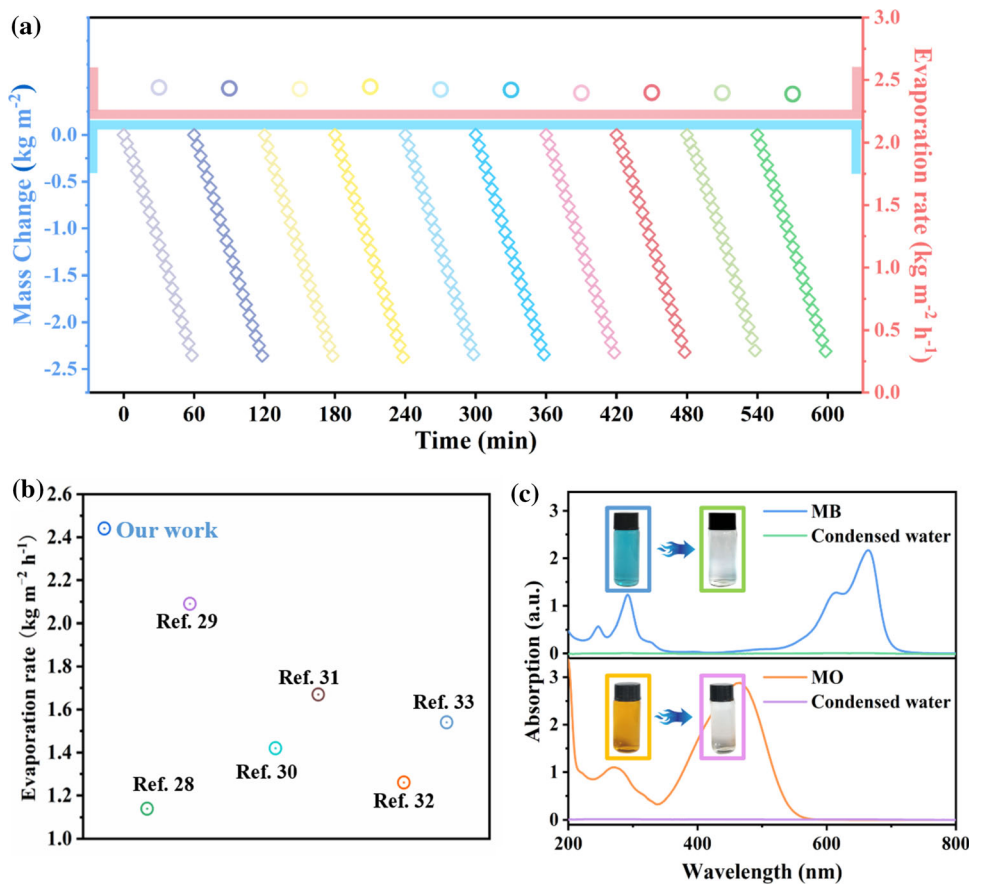 (a)
Mass Change (kg m⁻²)
0.0
-0.5
-1.0
-1.5
-2.0
-2.5
3.0
2.5
2.0
1.5
1.0
0.5
0.0
Evaporation rate (kg m⁻² h⁻¹)
0 60 120 180 240 300 360 420 480 540 600
Time (min)
(b)
Evaporation rate (kg m⁻² h⁻¹)
2.6
2.4
2.2
2.0
1.8
1.6
1.4
1.2
1.0
Our work
Ref. 29
Ref. 31
Ref. 33
Ref. 30
Ref. 28
Ref. 32
(c)
Absorption (a.u.)
3
2
1
0
MB
Condensed water
3
2
1
0
MO
Condensed water
200 400 600 800
Wavelength (nm)